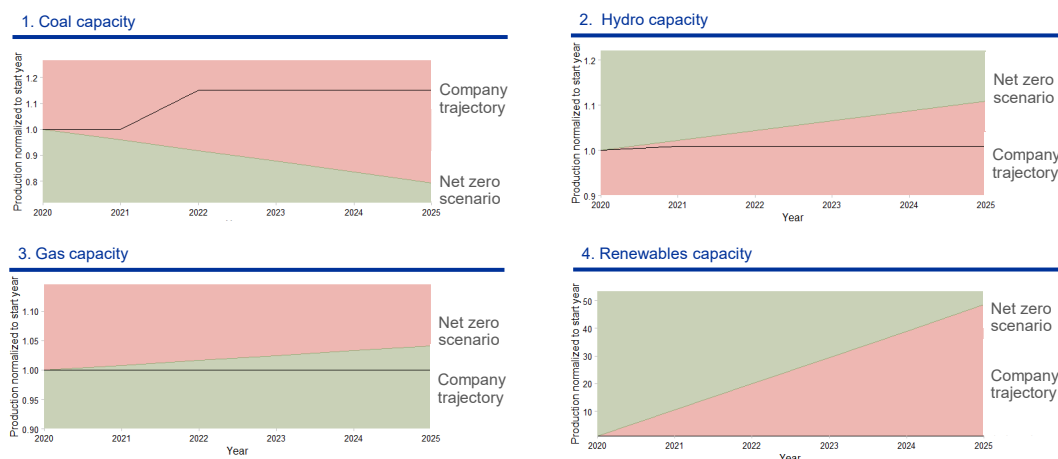 1. Coal capacity
Production normalized to start year
1.2
1.1
1.0
0.9
0.8
2020 2021 2022 2023 2024 2025
Company
trajectory
Net zero
scenario
2. Hydro capacity
Production normalized to start year
1.2
1.1
1.0
0.9
2020 2021 2022 2023 2024 2025
Year
Net zero
scenario
Company
trajectory
3. Gas capacity
Production normalized to start year
1.10
1.05
1.00
0.95
0.90
2020 2021 2022 2023 2024 2025
Year
Net zero
scenario
Company
trajectory
4. Renewables capacity
Production normalized to start year
50
40
30
20
10
2020 2021 2022 2023 2024 2025
Year
Net zero
scenario
Company
trajectory